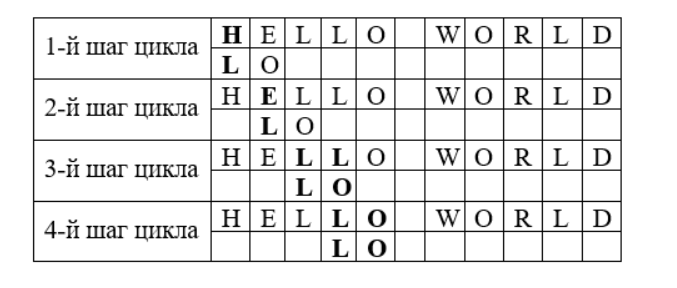 1-й шаг цикла H E L L O W O R L D
L O
2-й шаг цикла H E L L O W O R L D
L O
3-й шаг цикла H E L L O W O R L D
L O
4-й шаг цикла H E L L O W O R L D
L O